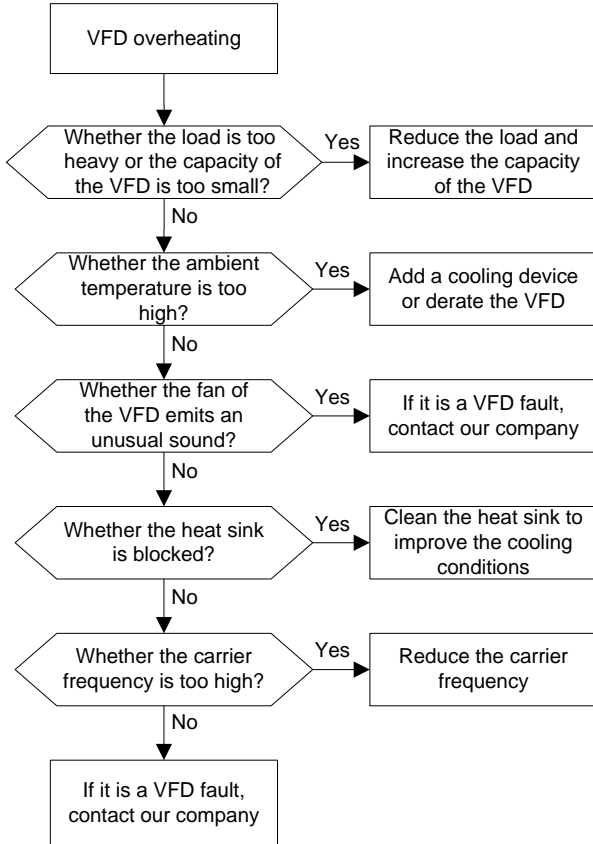 VFD overheating
Whether the load is too
heavy or the capacity of
the VFD is too small?
Yes
Reduce the load and
increase the capacity
of the VFD
No
Whether the ambient
temperature is too
high?
Yes
Add a cooling device
or derate the VFD
No
Whether the fan of
the VFD emits an
unusual sound?
Yes
If it is a VFD fault,
contact our company
No
Whether the heat sink
is blocked?
Yes
Clean the heat sink to
improve the cooling
conditions
No
Whether the carrier
frequency is too high?
Yes
Reduce the carrier
frequency
No
If it is a VFD fault,
contact our company